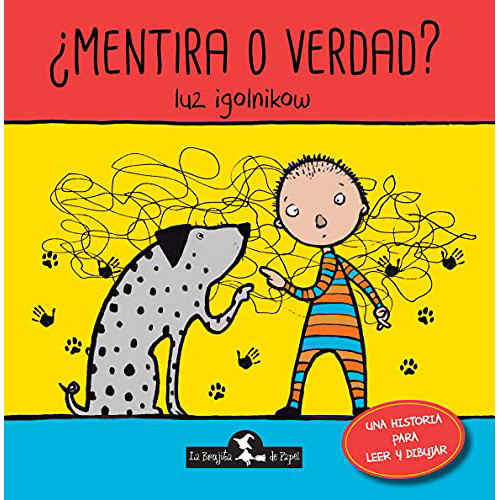 ¿MENTIRA O VERDAD?
luz igolnikow
UNA HISTORIA
PARA
LEER Y DIBUJAR
La Brujita de Papel